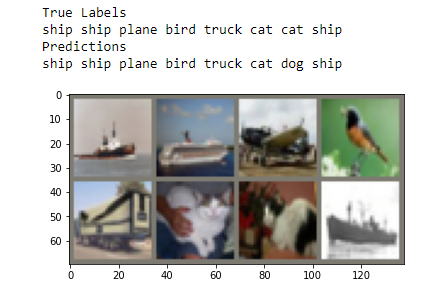 True Labels
ship ship plane bird truck cat cat ship
Predictions
ship ship plane bird truck cat dog ship
0
10
20
30
40
50
60
0 20 40 60 80 100 120